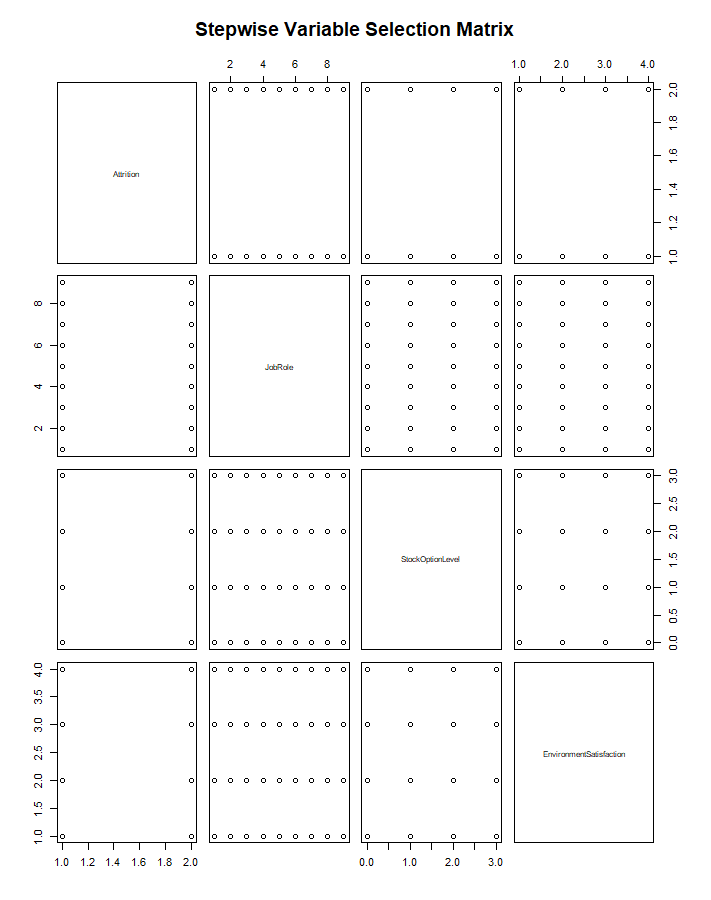 Stepwise Variable Selection Matrix
2 4 6 8
1.0 2.0 3.0 4.0
Attrition
1.0 1.2 1.4 1.6 1.8 2.0
2 4 6 8
JobRole
StockOptionLevel
0.0 0.5 1.0 1.5 2.0 2.5 3.0
1.0 1.5 2.0 2.5 3.0 3.5 4.0
EnvironmentSatisfaction
1.0 1.2 1.4 1.6 1.8 2.0
0.0 1.0 2.0 3.0